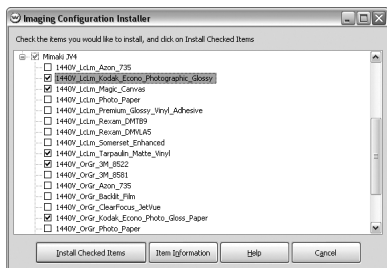 Imaging Configuration Installer
Check the items you would like to install, and click on Install Checked Items
Mimaki JV4
1440V_LcLm_Azon_735
1440V_LcLm_Kodak_Econo_Photographic_Glossy
1440V_LcLm_Magic_Canvas
1440V_LcLm_Photo_Paper
1440V_LcLm_Premium_Glossy_Vinyl_Adhesive
1440V_LcLm_Rexam_DMTB9
1440V_LcLm_Rexam_DMVLA5
1440V_LcLm_Somerset_Enhanced
1440V_LcLm_Tarpaulin_Matte_Vinyl
1440V_OrGr_3M_8522
1440V_OrGr_3M_8581
1440V_OrGr_Azon_735
1440V_OrGr_Backlit_Film
1440V_OrGr_ClearFocus_JetVue
1440V_OrGr_Kodak_Econo_Photo_Gloss_Paper
1440V_OrGr_Photo_Paper
Install Checked Items
Item Information
Help
Cancel